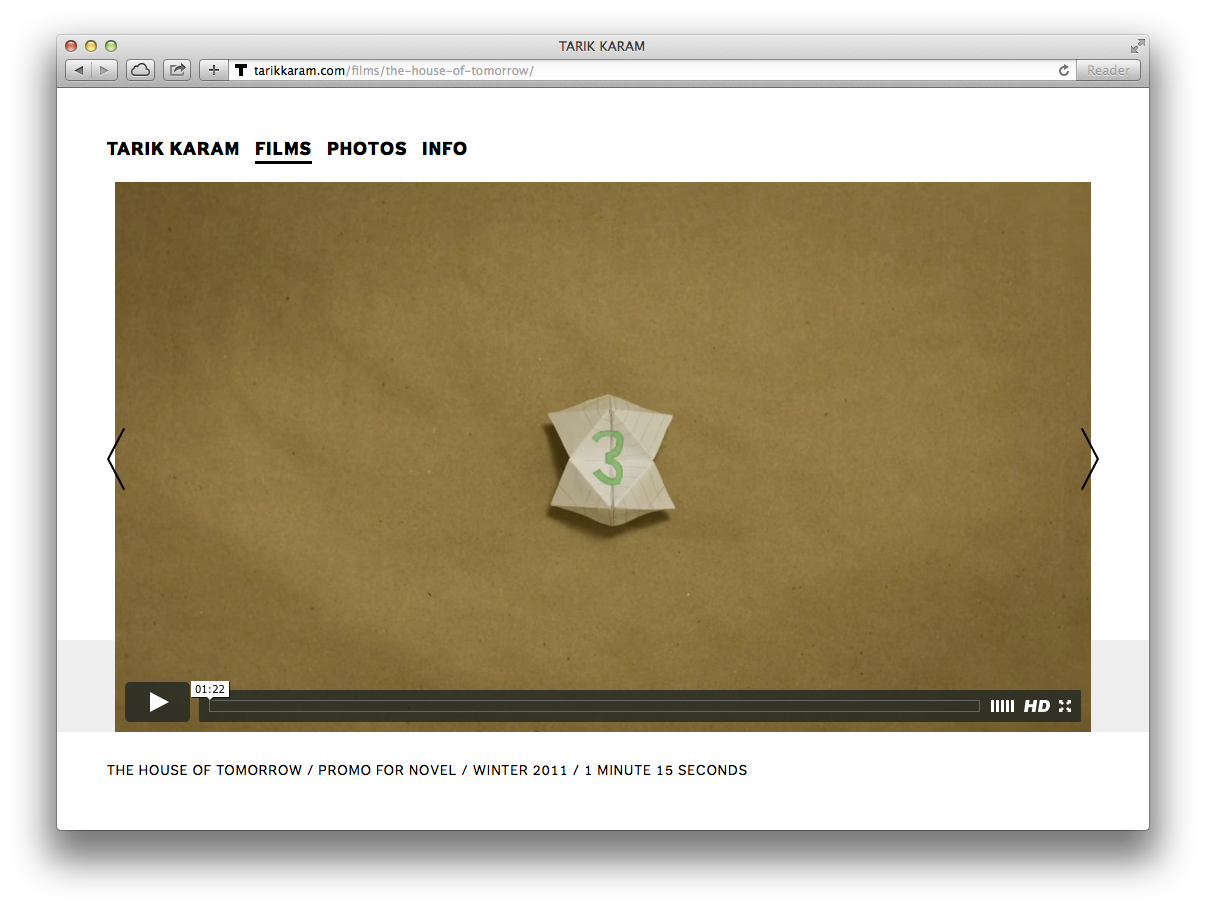 TARIK KARAM
tarikkaram.com/films/the-house-of-tomorrow/
Reader
TARIK KARAM FILMS PHOTOS INFO
3
01:22
HD
THE HOUSE OF TOMORROW / PROMO FOR NOVEL / WINTER 2011 / 1 MINUTE 15 SECONDS